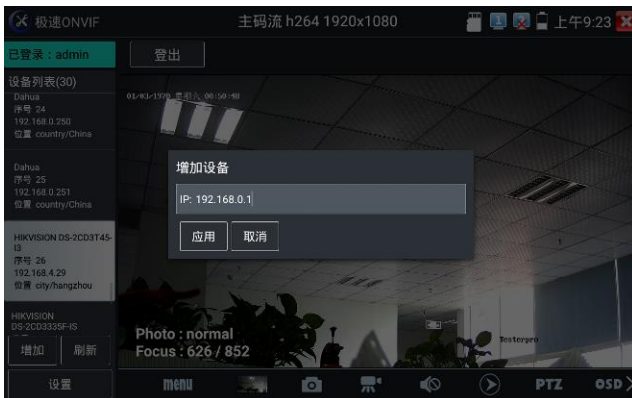 极速ONVIF
主码流 h264 1920x1080
上午9:23
已登录：admin
登出
设备列表(30)
Dahua
序号 24
192.168.0.250
位置 country/China
Dahua
序号 25
192.168.0.251
位置 country/China
HIKVISION DS-2CD3T45-
I3
序号 26
192.168.4.29
位置 city/hangzhou
HIKVISION
DS-2CD3335F-IS
增加
刷新
设置
增加设备
IP: 192.168.0.1
应用
取消
Photo : normal
Focus : 626 / 852
Testerpro
menu
PTZ
OSD